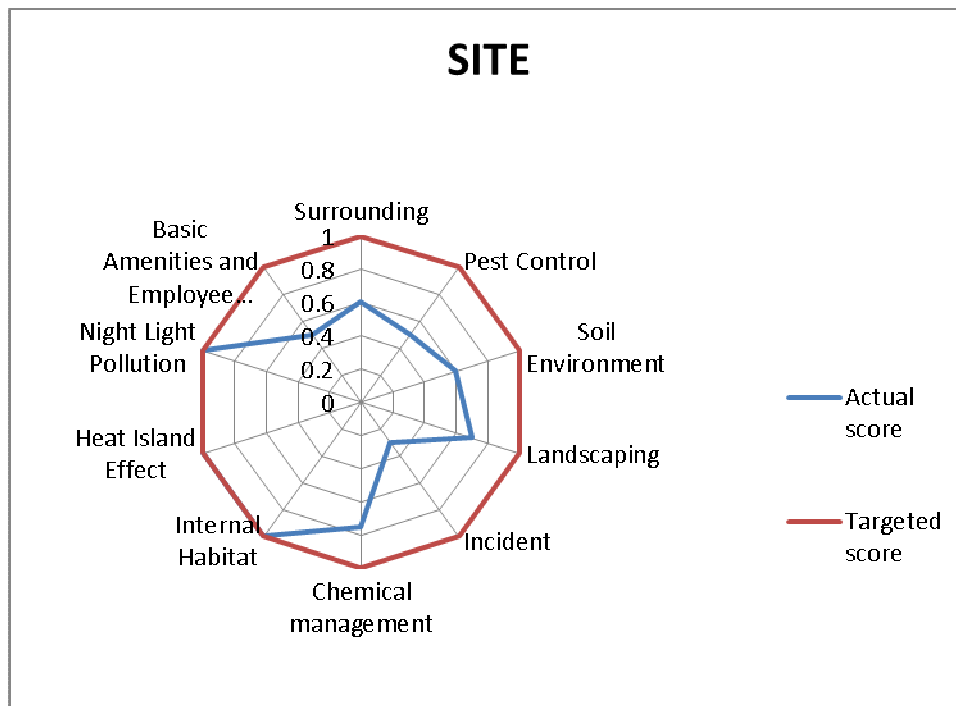 SITE
Surrounding
1
0.8
0.6
0.4
0.2
0
Pest Control
Soil
Environment
Landscaping
Incident
Chemical
management
Internal
Habitat
Heat Island
Effect
Night Light
Pollution
Basic
Amenities and
Employee...
Actual
score
Targeted
score